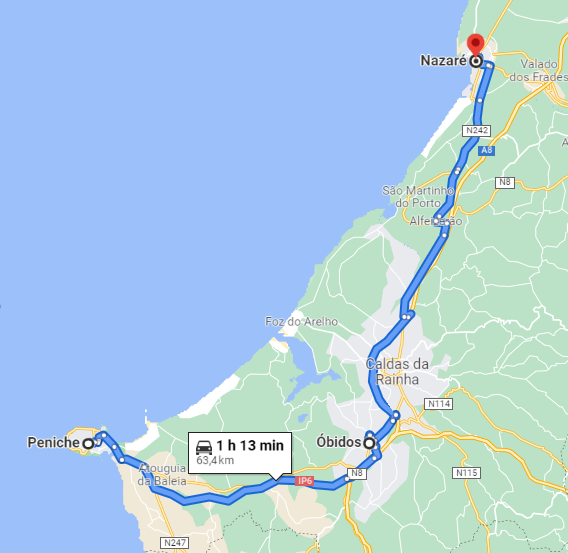 Nazaré
Valado
dos Frades
N242
A8
N8
São Martinho
do Porto
Alfeizerão
Foz do Arelho
Caldas da
Rainha
N114
Peniche
1 h 13 min
63,4 km
Óbidos
Atouguia
da Baleia
N8
IP6
N115
N247